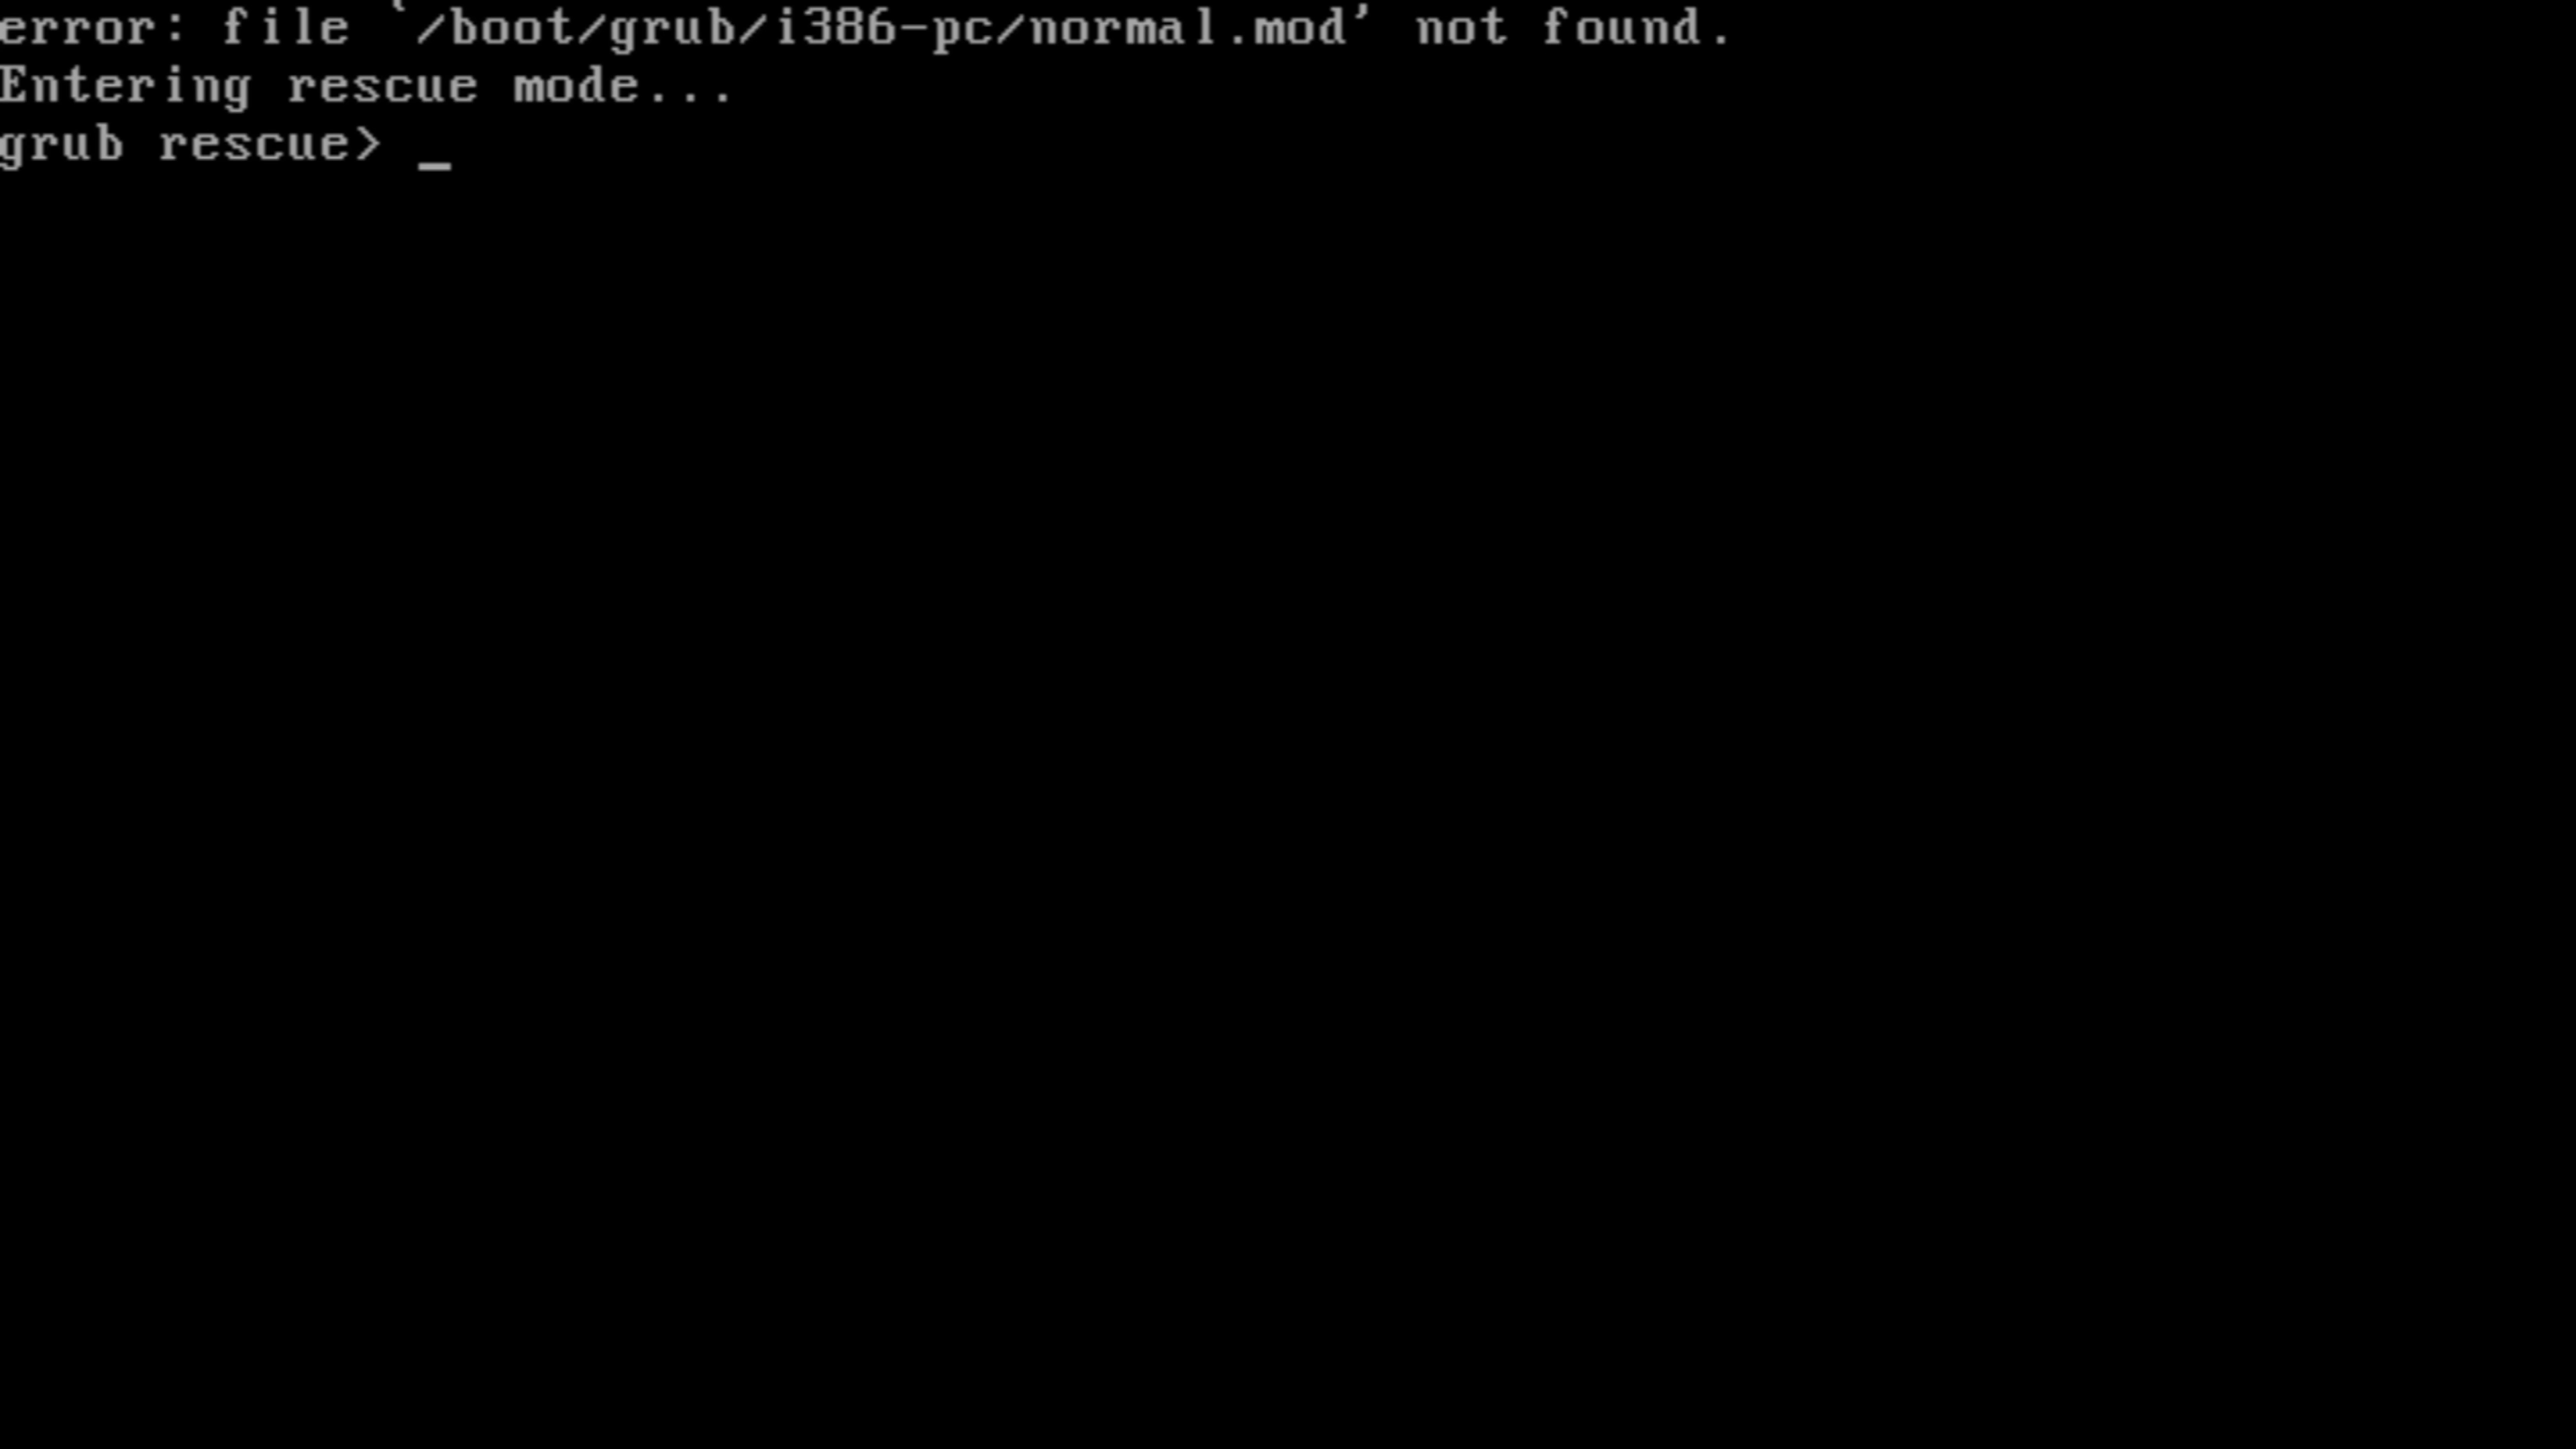 error: file `/boot/grub/i386-pc/normal.mod' not found.
Entering rescue mode...
grub rescue> _